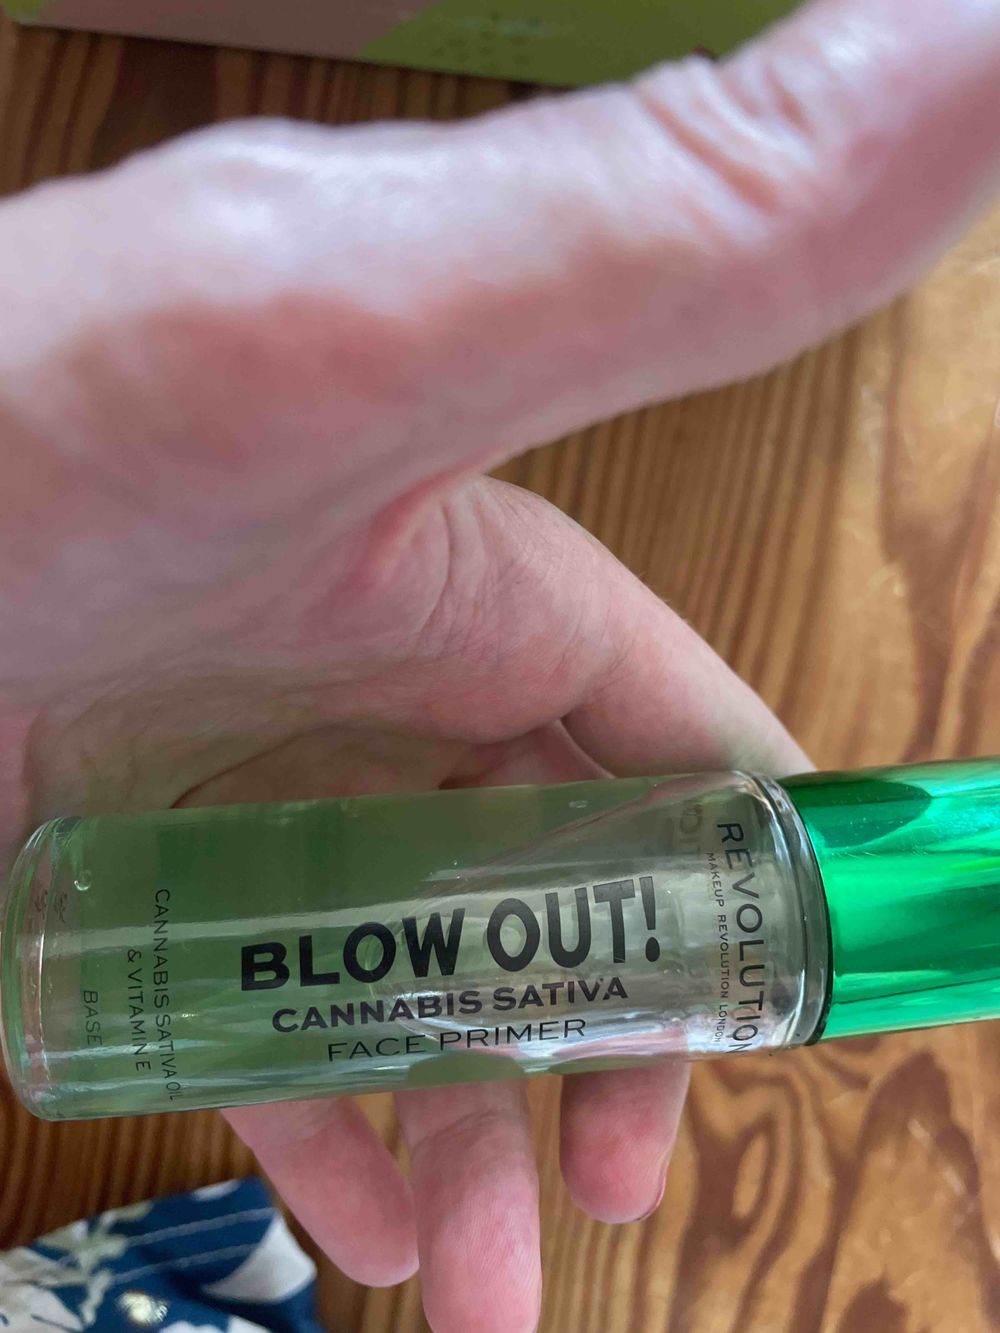 REVOLUTION
MAKEUP REVOLUTION LONDON
BLOW OUT!
CANNABIS SATIVA
FACE PRIMER
CANNABIS SATIVA OIL
& VITAMINE
BASE